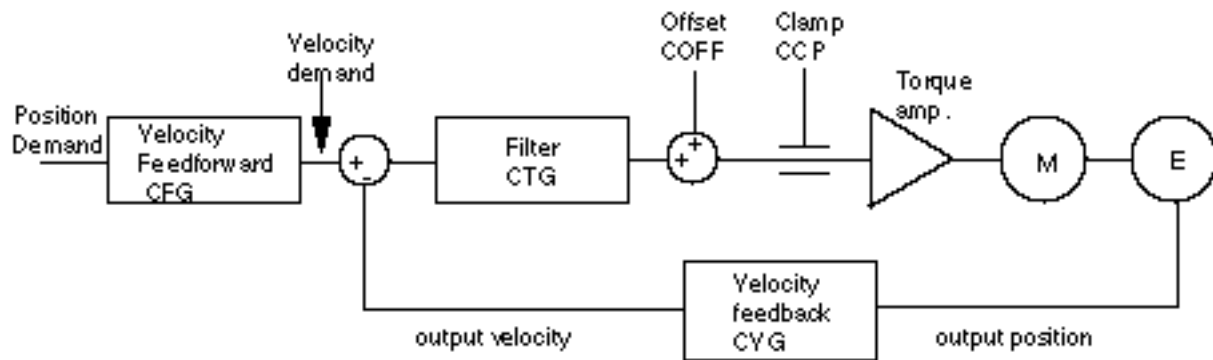 Position
Demand
Velocity
Feedforward
CFG
Velocity
demand
+
-
Filter
CTG
Offset
COFF
+
+
Clamp
CCP
Torque
amp.
M
E
Velocity
feedback
CVG
output velocity
output position